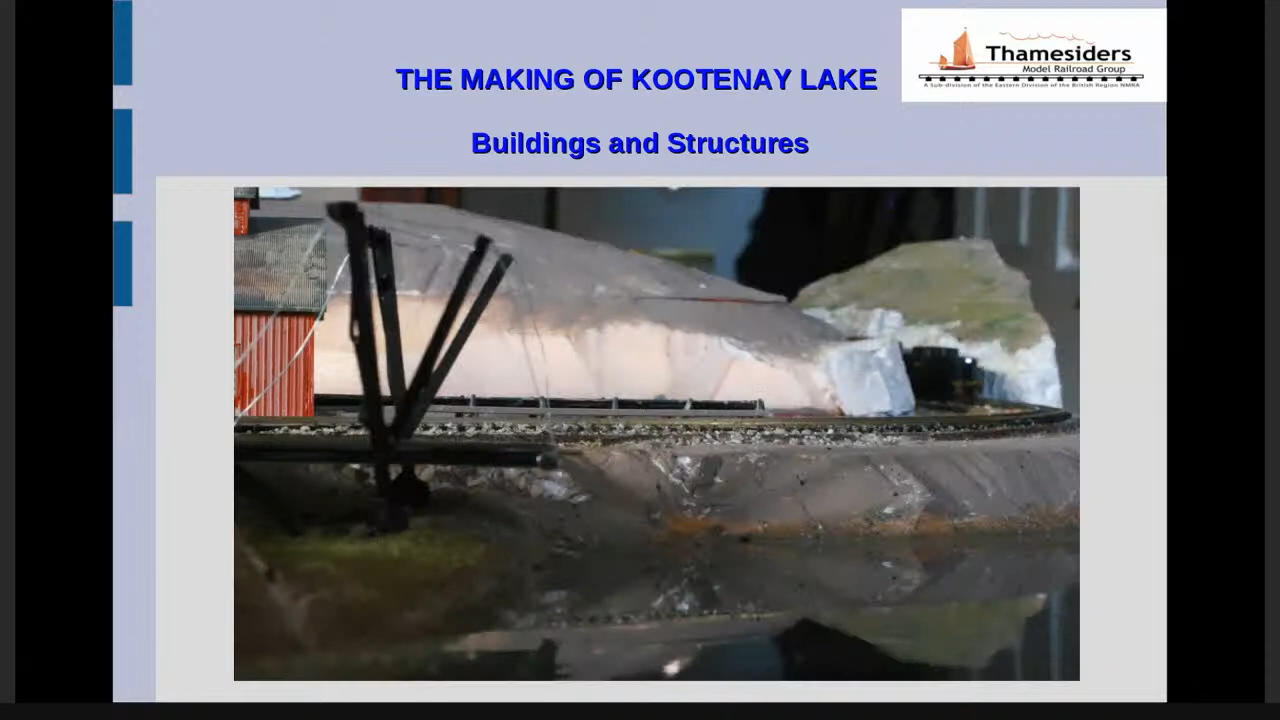 THE MAKING OF KOOTENAY LAKE
Thamesiders
Model Railroad Group
A Sub-division of the Eastern Division of the British Region NMRA
Buildings and Structures